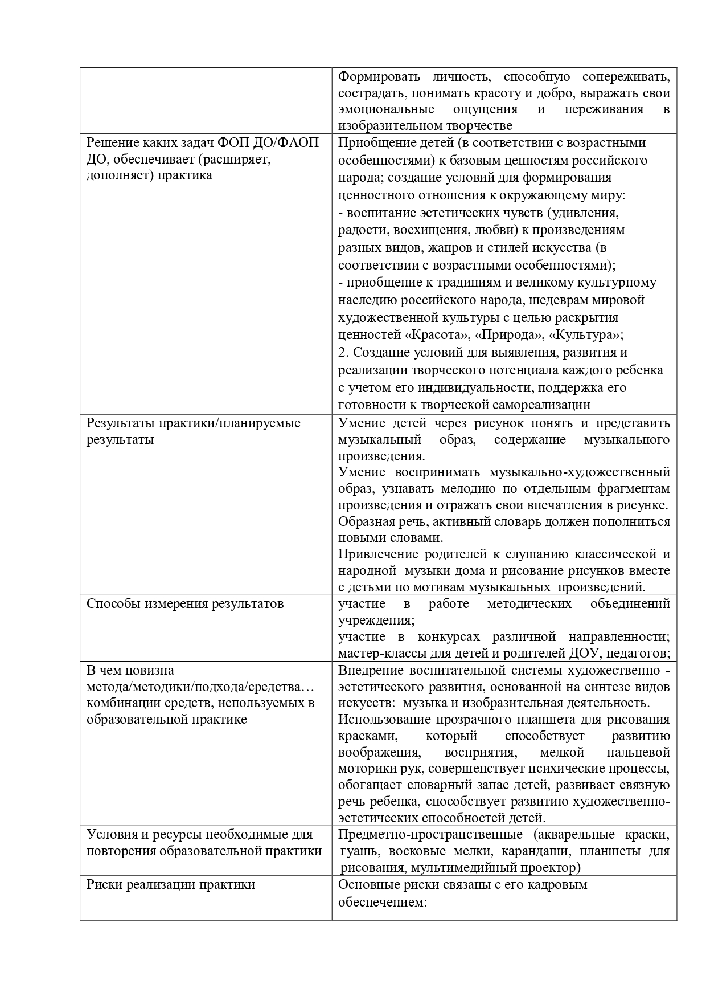 Формировать личность, способную сопереживать,
сострадать, понимать красоту и добро, выражать свои
эмоциональные ощущения и переживания в
изобразительном творчестве
Решение каких задач ФОП ДО/ФАОП
ДО, обеспечивает (расширяет,
дополняет) практика
Приобщение детей (в соответствии с возрастными
особенностями) к базовым ценностям российского
народа; создание условий для формирования
ценностного отношения к окружающему миру:
- воспитание эстетических чувств (удивления,
радости, восхищения, любви) к произведениям
разных видов, жанров и стилей искусства (в
соответствии с возрастными особенностями);
- приобщение к традициям и великому культурному
наследию российского народа, шедеврам мировой
художественной культуры с целью раскрытия
ценностей «Красота», «Природа», «Культура»;
2. Создание условий для выявления, развития и
реализации творческого потенциала каждого ребенка
с учетом его индивидуальности, поддержка его
готовности к творческой самореализации
Результаты практики/планируемые
результаты
Умение детей через рисунок понять и представить
музыкальный образ, содержание музыкального
произведения.
Умение воспринимать музыкально-художественный
образ, узнавать мелодию по отдельным фрагментам
произведения и отражать свои впечатления в рисунке.
Образная речь, активный словарь должен пополниться
новыми словами.
Привлечение родителей к слушанию классической и
народной музыки дома и рисование рисунков вместе
с детьми по мотивам музыкальных произведений.
Способы измерения результатов
участие в работе методических объединений
учреждения;
участие в конкурсах различной направленности;
мастер-классы для детей и родителей ДОУ, педагогов;
В чем новизна
метода/методики/подхода/средства…
комбинации средств, используемых в
образовательной практике
Внедрение воспитательной системы художественно -
эстетического развития, основанной на синтезе видов
искусств: музыка и изобразительная деятельность.
Использование прозрачного планшета для рисования
красками, который способствует развитию
воображения, восприятия, мелкой пальцевой
моторики рук, совершенствует психические процессы,
обогащает словарный запас детей, развивает связную
речь ребенка, способствует развитию художественно-
эстетических способностей детей.
Условия и ресурсы необходимые для
повторения образовательной практики
Предметно-пространственные (акварельные краски,
гуашь, восковые мелки, карандаши, планшеты для
рисования, мультимедийный проектор)
Риски реализации практики
Основные риски связаны с его кадровым
обеспечением: